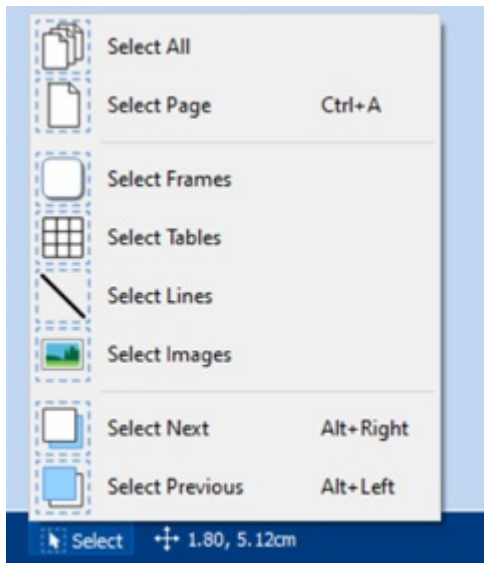 Select All
Select Page Ctrl+A
Select Frames
Select Tables
Select Lines
Select Images
Select Next Alt+Right
Select Previous Alt+Left
Select 1.80, 5.12cm